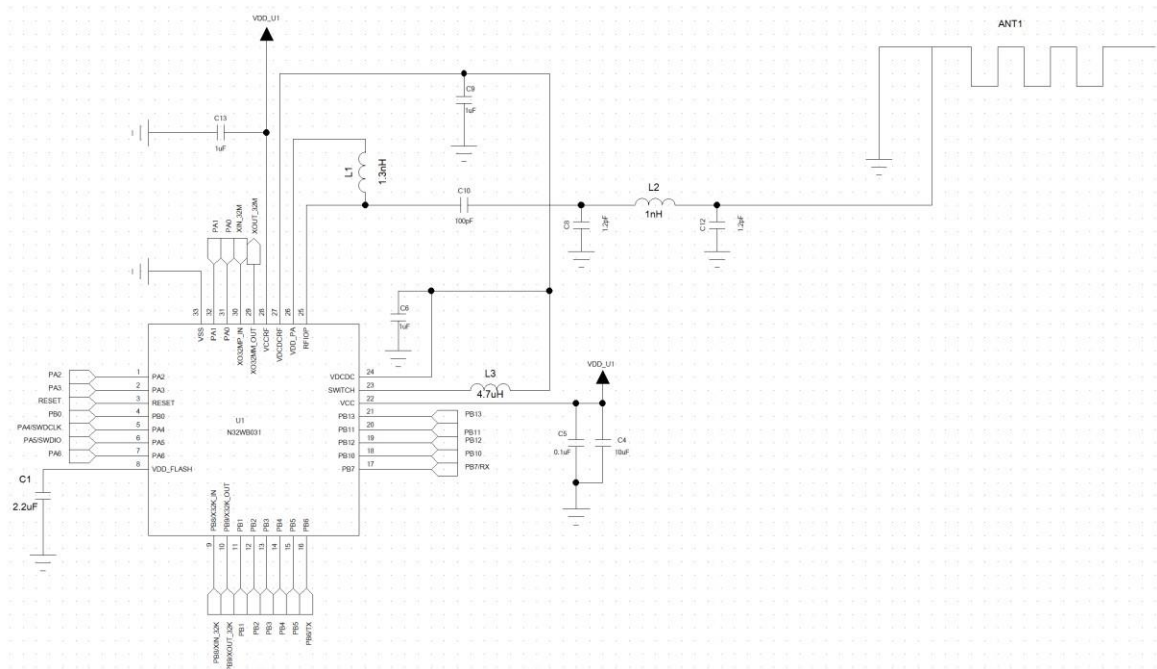 VDD_U1
ANT1
C9
1uF
C13
1uF
L1
1.3nH
C10
100pF
L2
1nH
C8
1.2pF
C12
1.2pF
PA1
PA0
XIN_32M
XOUT_32M
33
32
31
30
29
28
27
26
25
VSS
PA1
PA0
XO32MP_IN
XO32MM_OUT
VCCRF
VDCDCRF
VDD_PA
RFIOP
C6
1uF
L3
4.7uH
VDD_U1
PA2 1 PA2
PA3 2 PA3
RESET 3 RESET
PB0 4 PB0
PA4/SWDCLK 5 PA4
PA5/SWDIO 6 PA5
PA6 7 PA6
8 VDD_FLASH
U1
N32WB031
VDCDC 24
SWITCH 23
VCC 22
PB13 21 PB13
PB11 20 PB11
PB12 19 PB12
PB10 18 PB10
PB7 17 PB7/RX
C5
0.1uF
C4
10uF
C1
2.2uF
PB8/X32K_IN
PB9/X32K_OUT
PB1
PB2
PB3
PB4
PB5
PB6
9
10
11
12
13
14
15
16
PB8/XIN_32K
PB9/XOUT_32K
PB1
PB2
PB3
PB4
PB5
PB6/TX